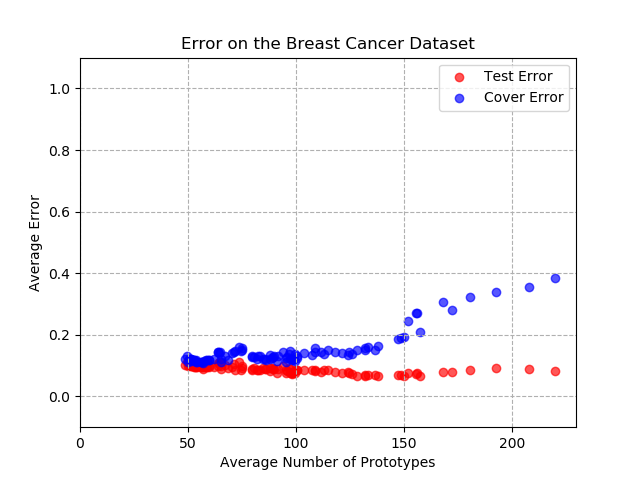 Error on the Breast Cancer Dataset
Test Error
Cover Error
1.0
0.8
0.6
0.4
0.2
0.0
Average Error
0
50
100
150
200
Average Number of Prototypes